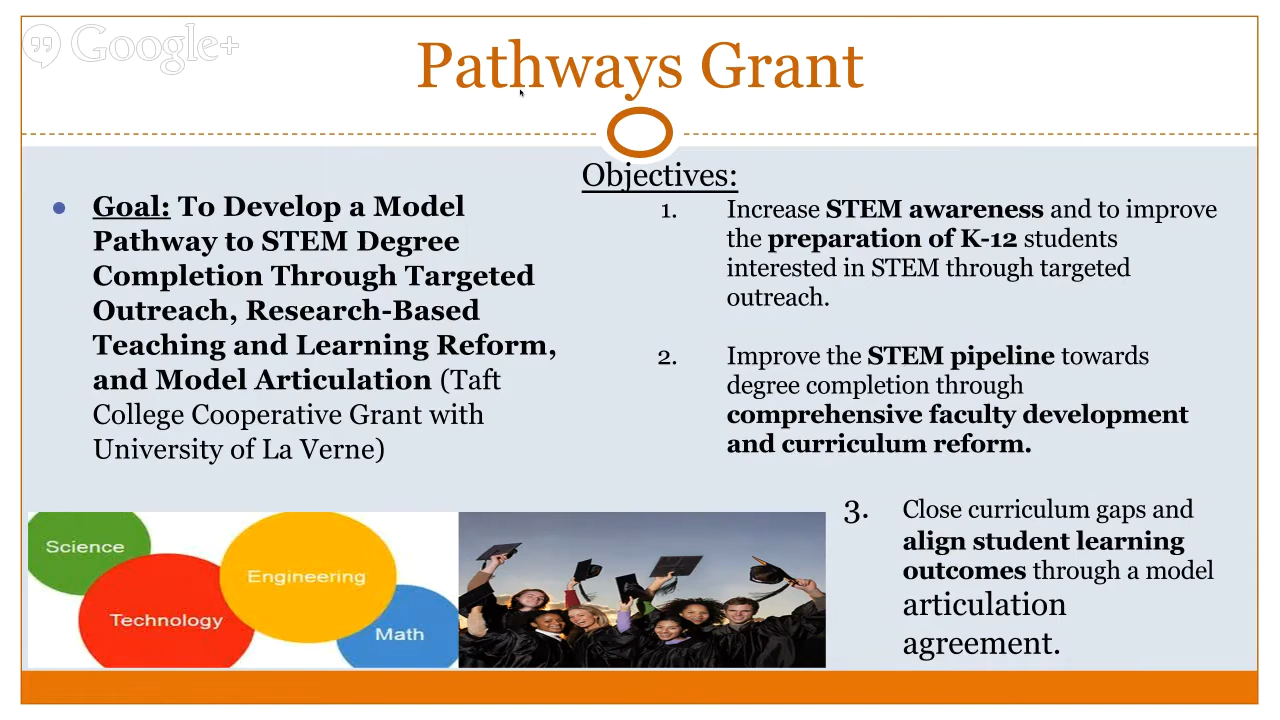 Google+
Pathways Grant
Goal: To Develop a Model
Pathway to STEM Degree
Completion Through Targeted
Outreach, Research-Based
Teaching and Learning Reform,
and Model Articulation (Taft
College Cooperative Grant with
University of La Verne)
Objectives:
1. Increase STEM awareness and to improve
the preparation of K-12 students
interested in STEM through targeted
outreach.
2. Improve the STEM pipeline towards
degree completion through
comprehensive faculty development
and curriculum reform.
3. Close curriculum gaps and
align student learning
outcomes through a model
articulation
agreement.
Science
Technology
Engineering
Math